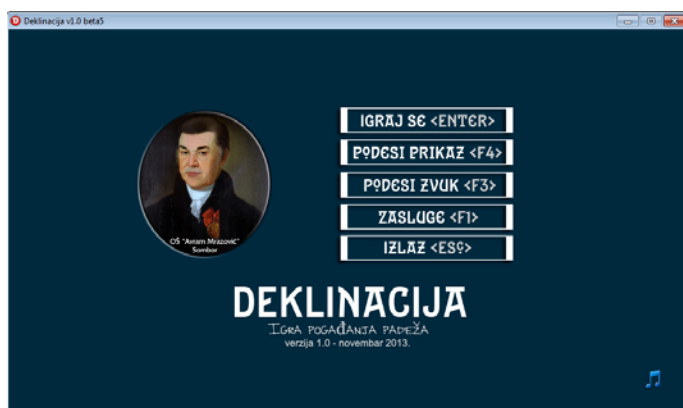 Deklinacija v1.0 beta5
IGRAJ SE <ENTER>
PODESI PRIKAZ <F4>
PODESI ZVUK <F3>
ZASLUGE <F1>
IZLAZ <ESC>
OŠ "Avram Mrazović"
Sombor
DEKLINACIJA
IGRA POGAĐANJA PADEŽA
verzija 1.0 - novembar 2013.